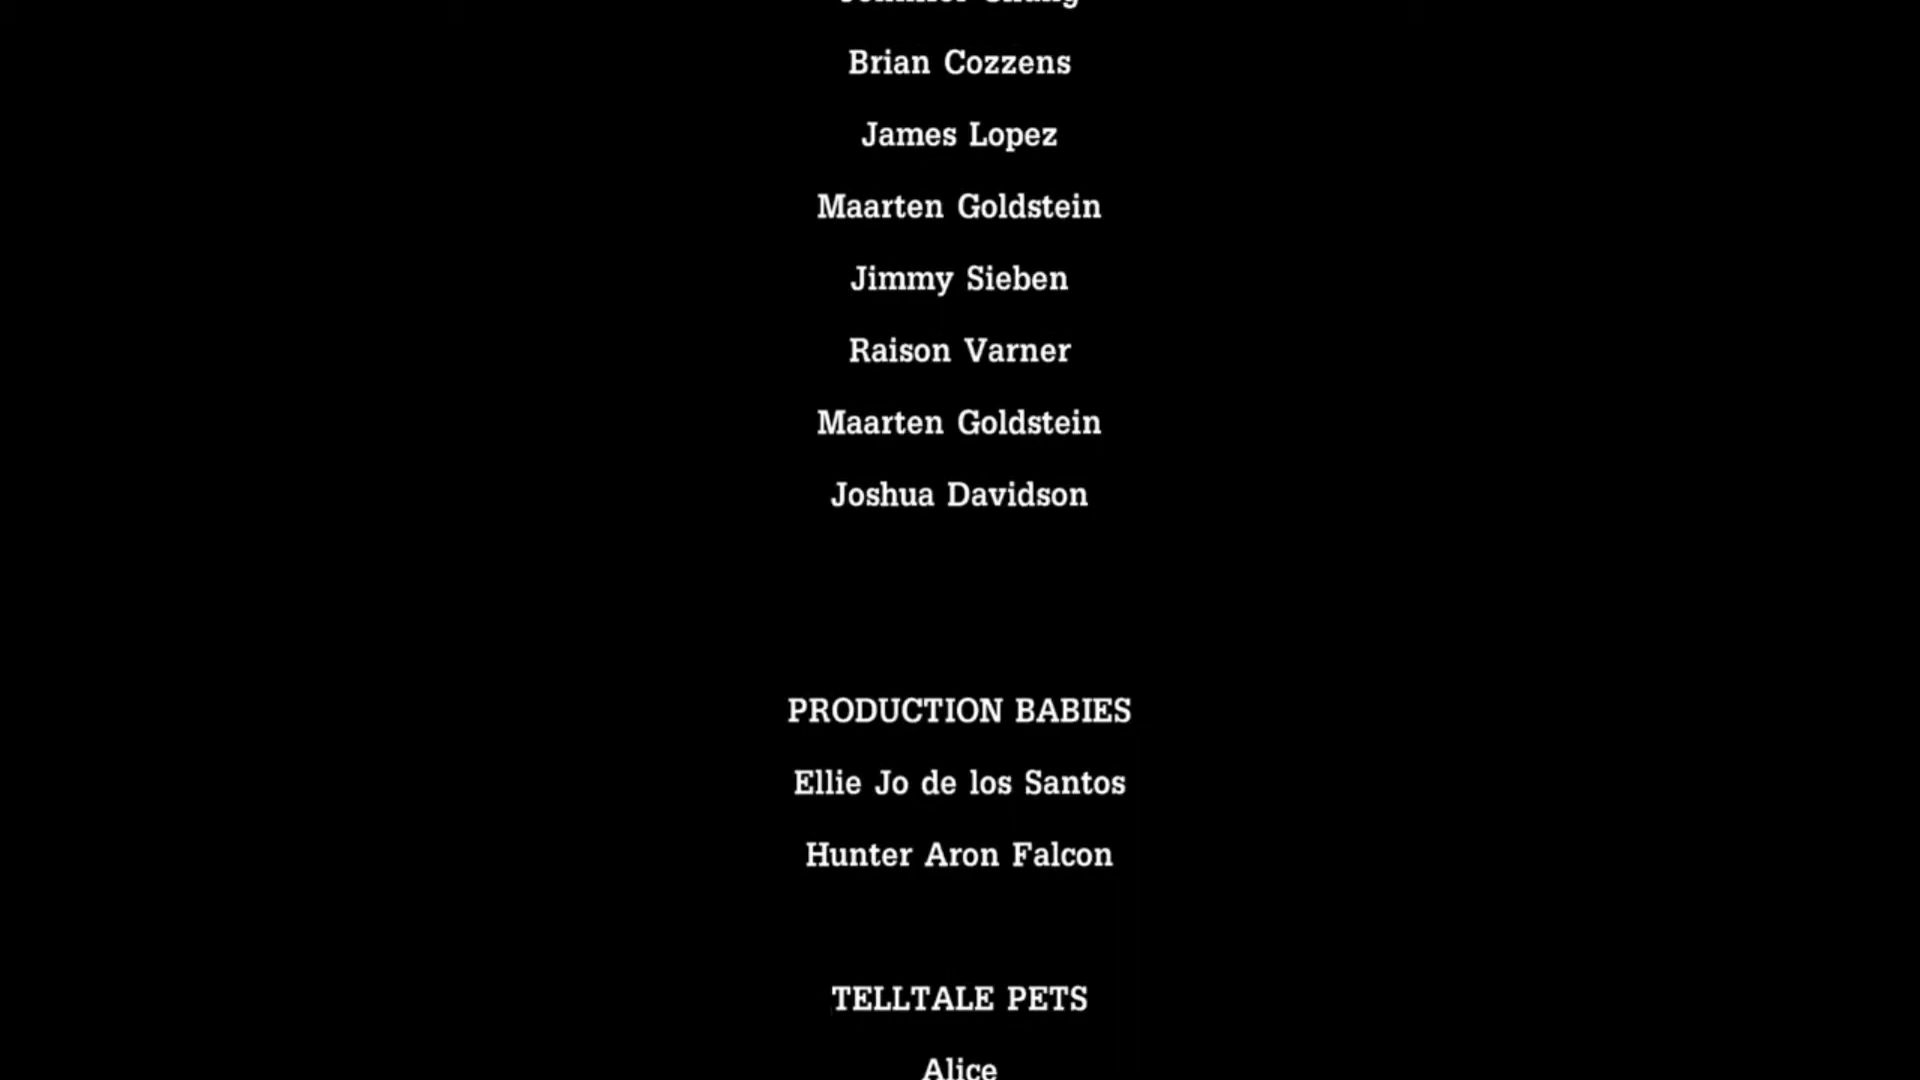 Brian Cozzens
James Lopez
Maarten Goldstein
Jimmy Sieben
Raison Varner
Maarten Goldstein
Joshua Davidson
PRODUCTION BABIES
Ellie Jo de los Santos
Hunter Aron Falcon
TELLTALE PETS
Alice